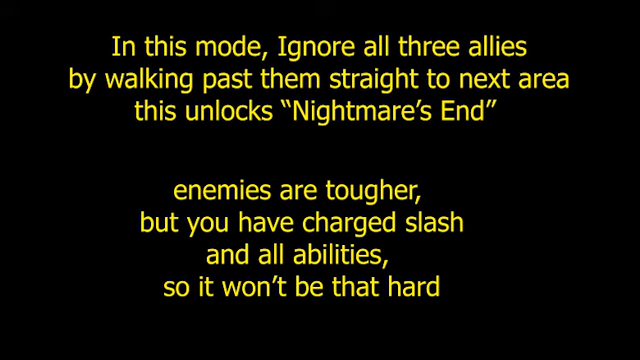 In this mode, Ignore all three allies
by walking past them straight to next area
this unlocks “Nightmare’s End”
enemies are tougher,
but you have charged slash
and all abilities,
so it won’t be that hard